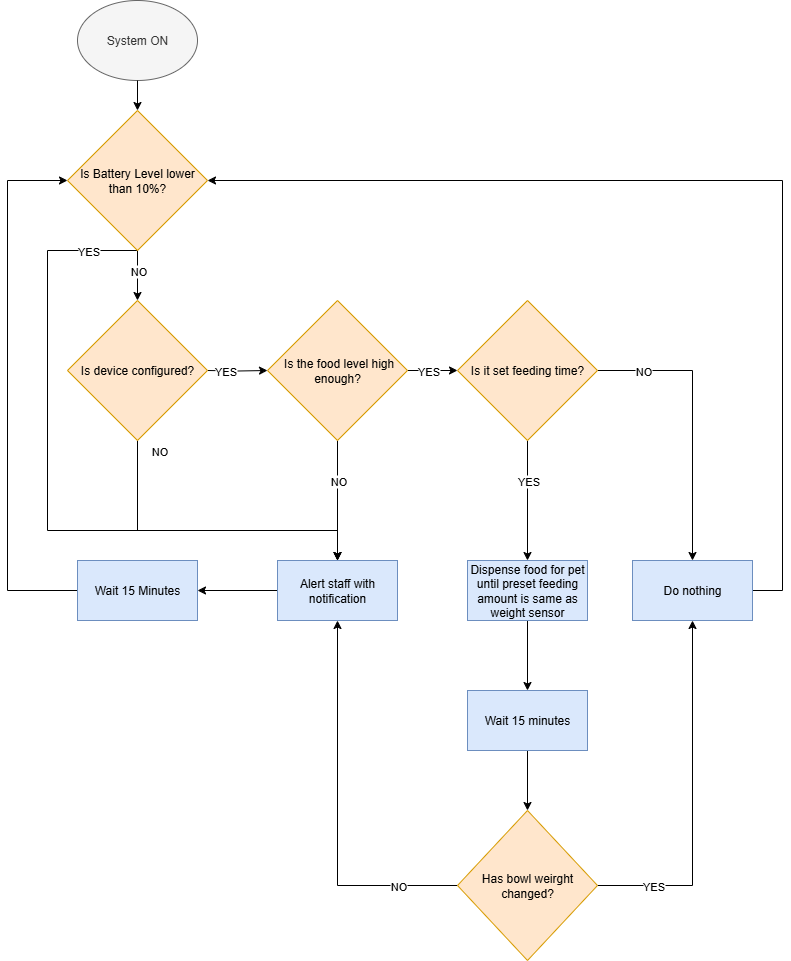 System ON
Is Battery Level lower
than 10%?
YES
NO
Is device configured?
YES
Is the food level high
enough?
YES
Is it set feeding time?
NO
NO
NO
YES
Wait 15 Minutes
Alert staff with
notification
Dispense food for pet
until preset feeding
amount is same as
weight sensor
Do nothing
Wait 15 minutes
Has bowl weirght
changed?
NO
YES